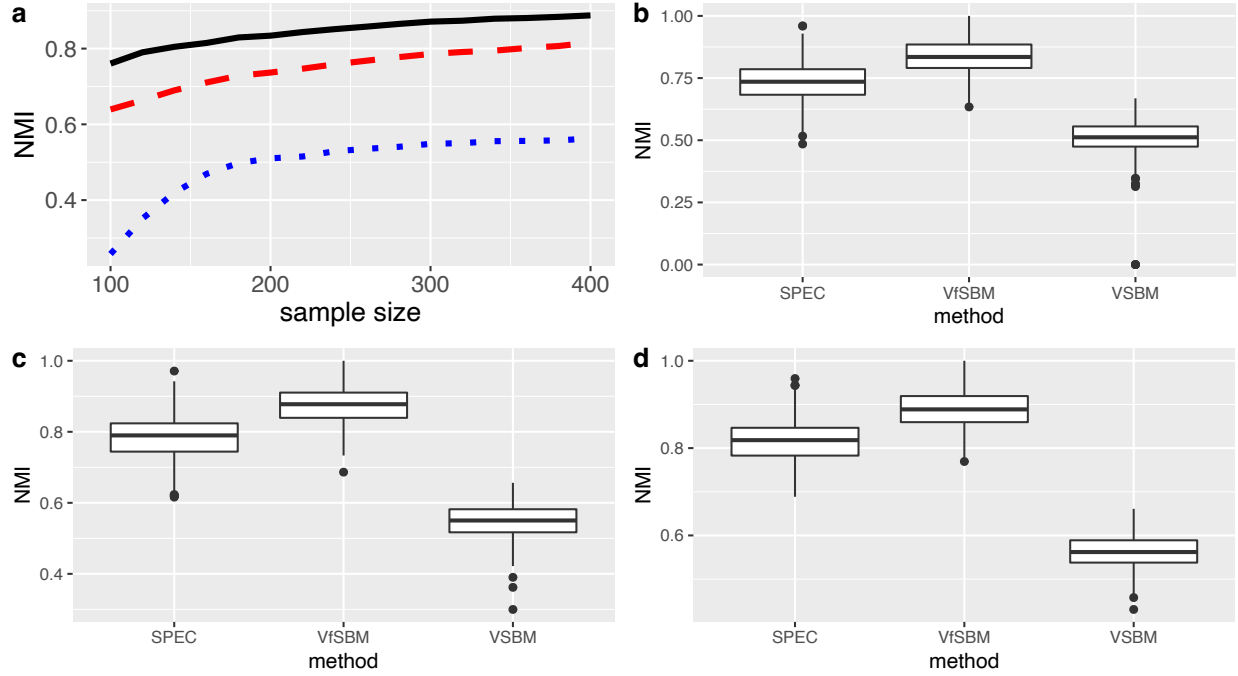 a
NMI
0.8
0.6
0.4
100
200
300
400
sample size
b
NMI
1.00
0.75
0.50
0.25
0.00
SPEC
VfSBM
VSBM
method
c
NMI
1.0
0.8
0.6
0.4
SPEC
VfSBM
VSBM
method
d
NMI
1.0
0.8
0.6
SPEC
VfSBM
VSBM
method